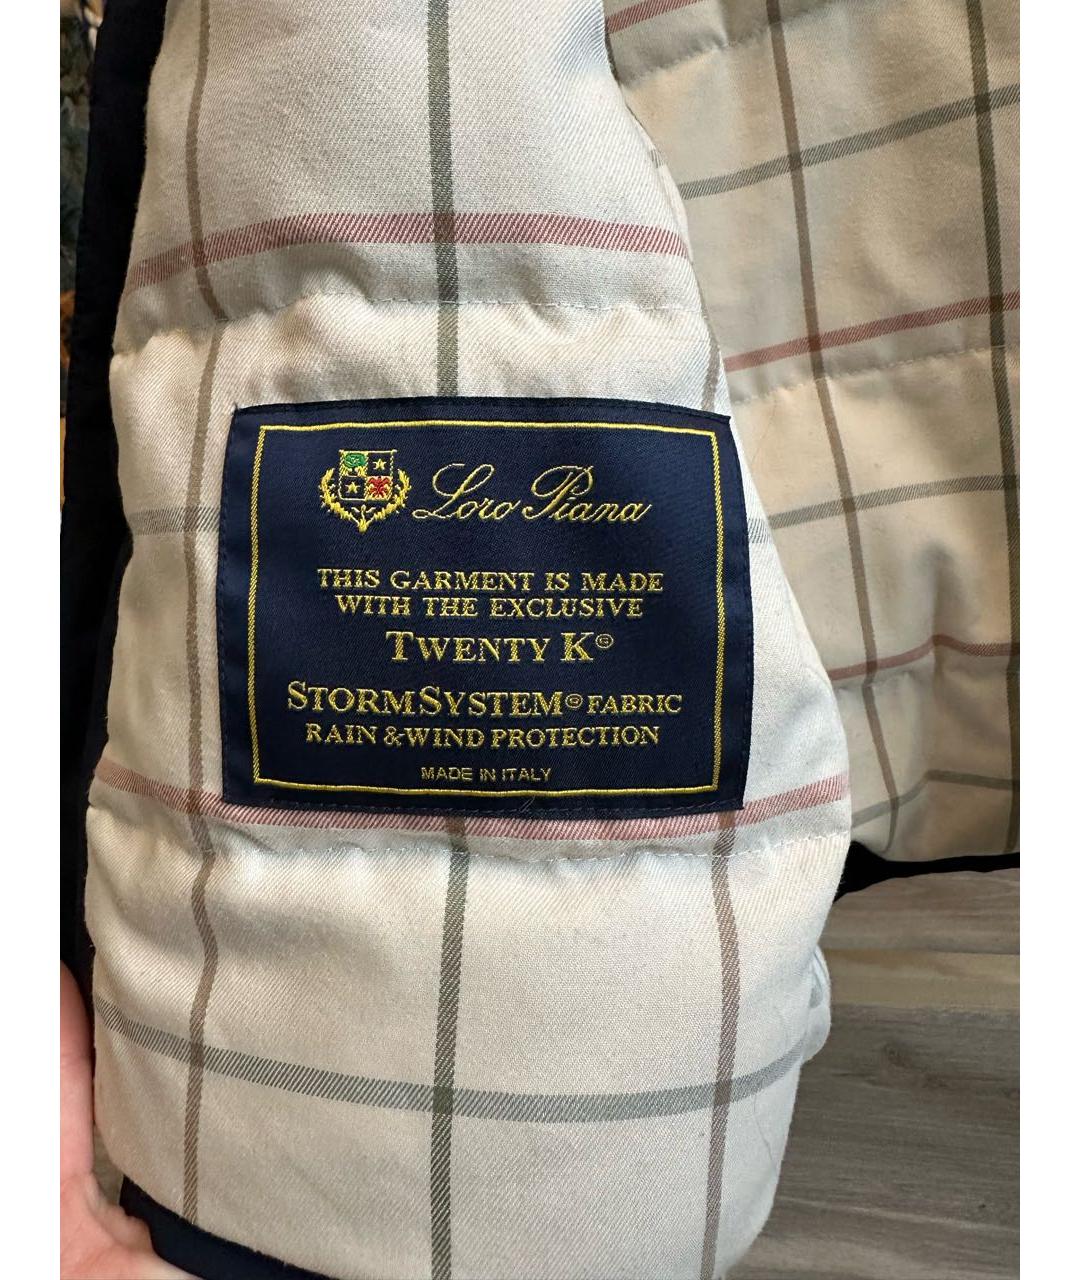 Loro Piana
THIS GARMENT IS MADE
WITH THE EXCLUSIVE
TWENTY K©
STORMSYSTEM© FABRIC
RAIN & WIND PROTECTION
MADE IN ITALY